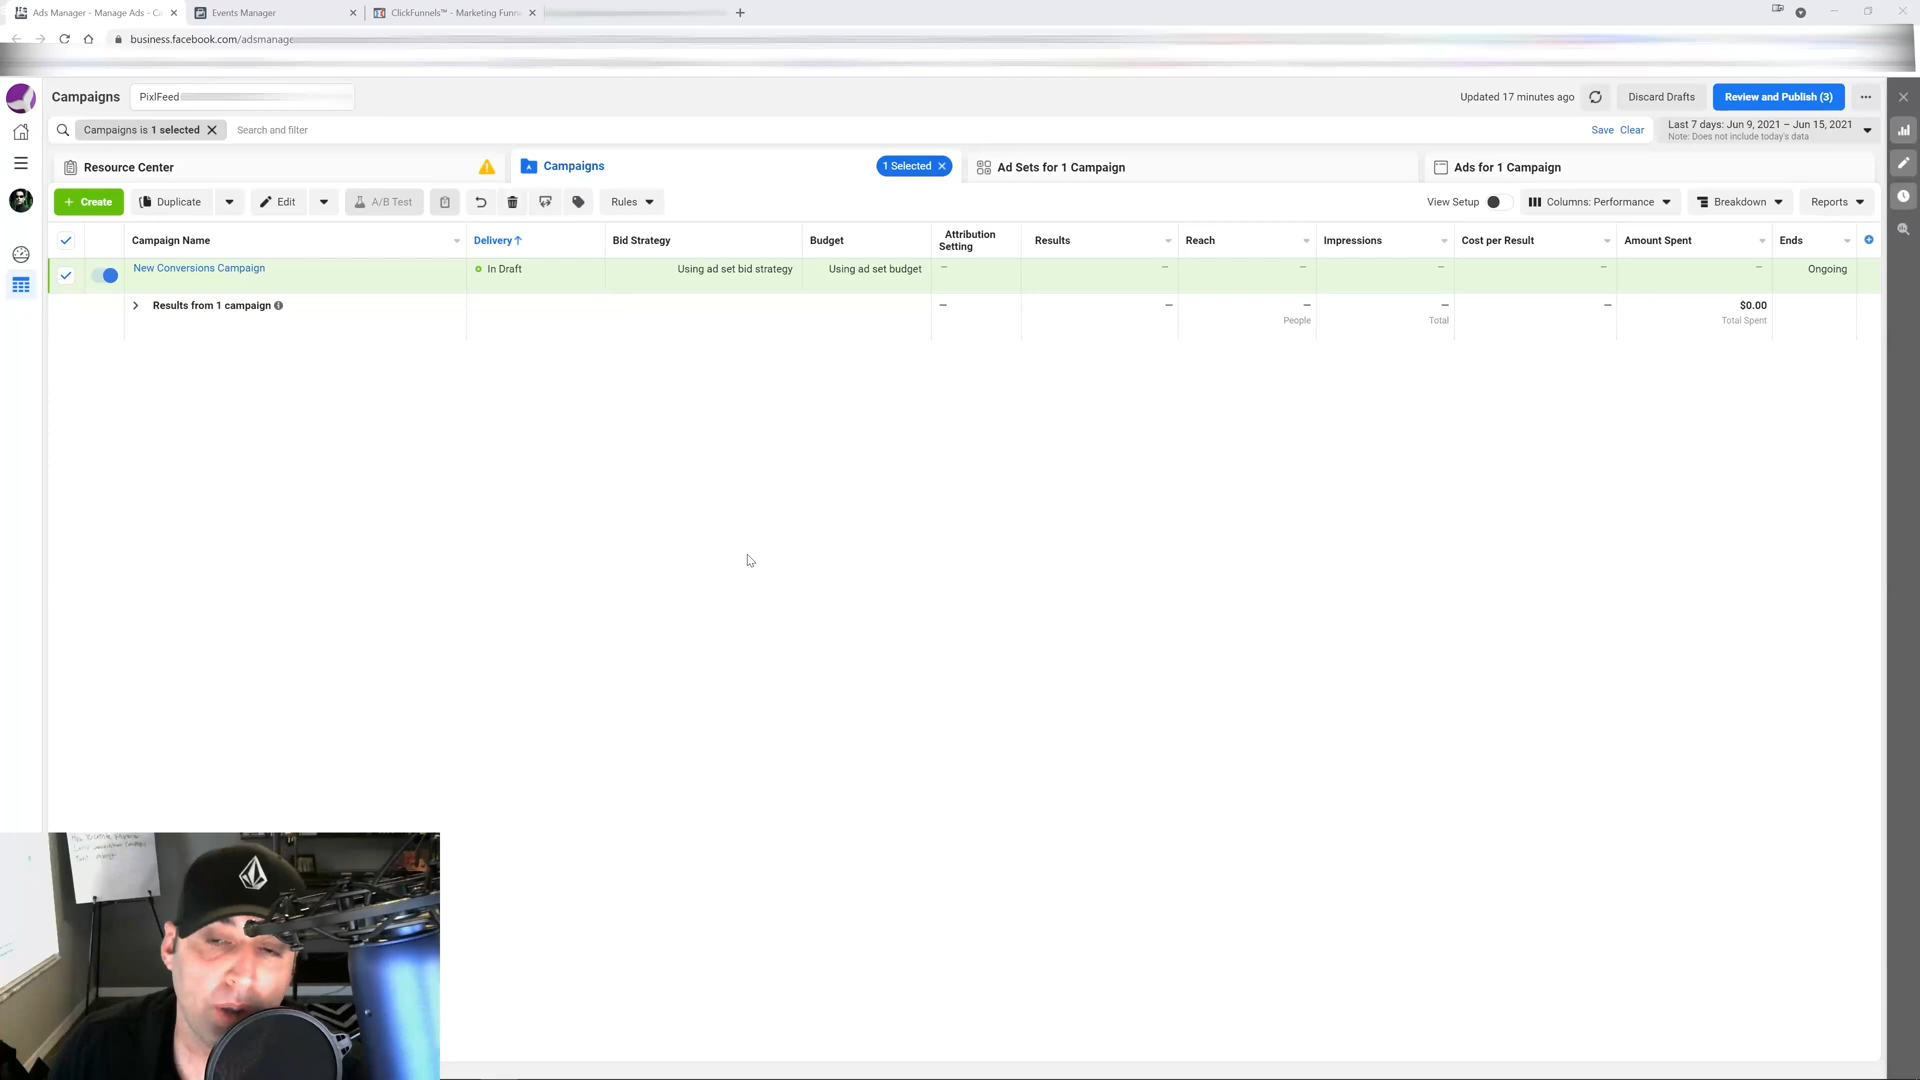 Ads Manager - Manage Ads - C
Events Manager
ClickFunnels™ - Marketing Funn
business.facebook.com/adsmanage
Campaigns
PixlFeed
Updated 17 minutes ago
Discard Drafts
Review and Publish (3)
Campaigns is 1 selected
Search and filter
Save Clear
Last 7 days: Jun 9, 2021 – Jun 15, 2021
Note: Does not include today's data
Resource Center
Campaigns
1 Selected
Ad Sets for 1 Campaign
Ads for 1 Campaign
+ Create
Duplicate
Edit
A/B Test
Rules
View Setup
Columns: Performance
Breakdown
Reports
Campaign Name
Delivery ↑
Bid Strategy
Budget
Attribution
Setting
Results
Reach
Impressions
Cost per Result
Amount Spent
Ends
New Conversions Campaign
In Draft
Using ad set bid strategy
Using ad set budget
—
—
—
—
—
—
Ongoing
Results from 1 campaign
—
—
—
—
—
$0.00
People
Total
Total Spent